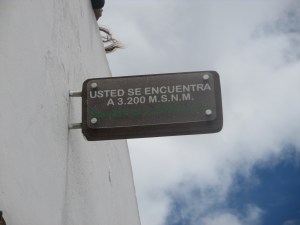 USTED SE ENCUENTRA
A 3.200 M.S.N.M.